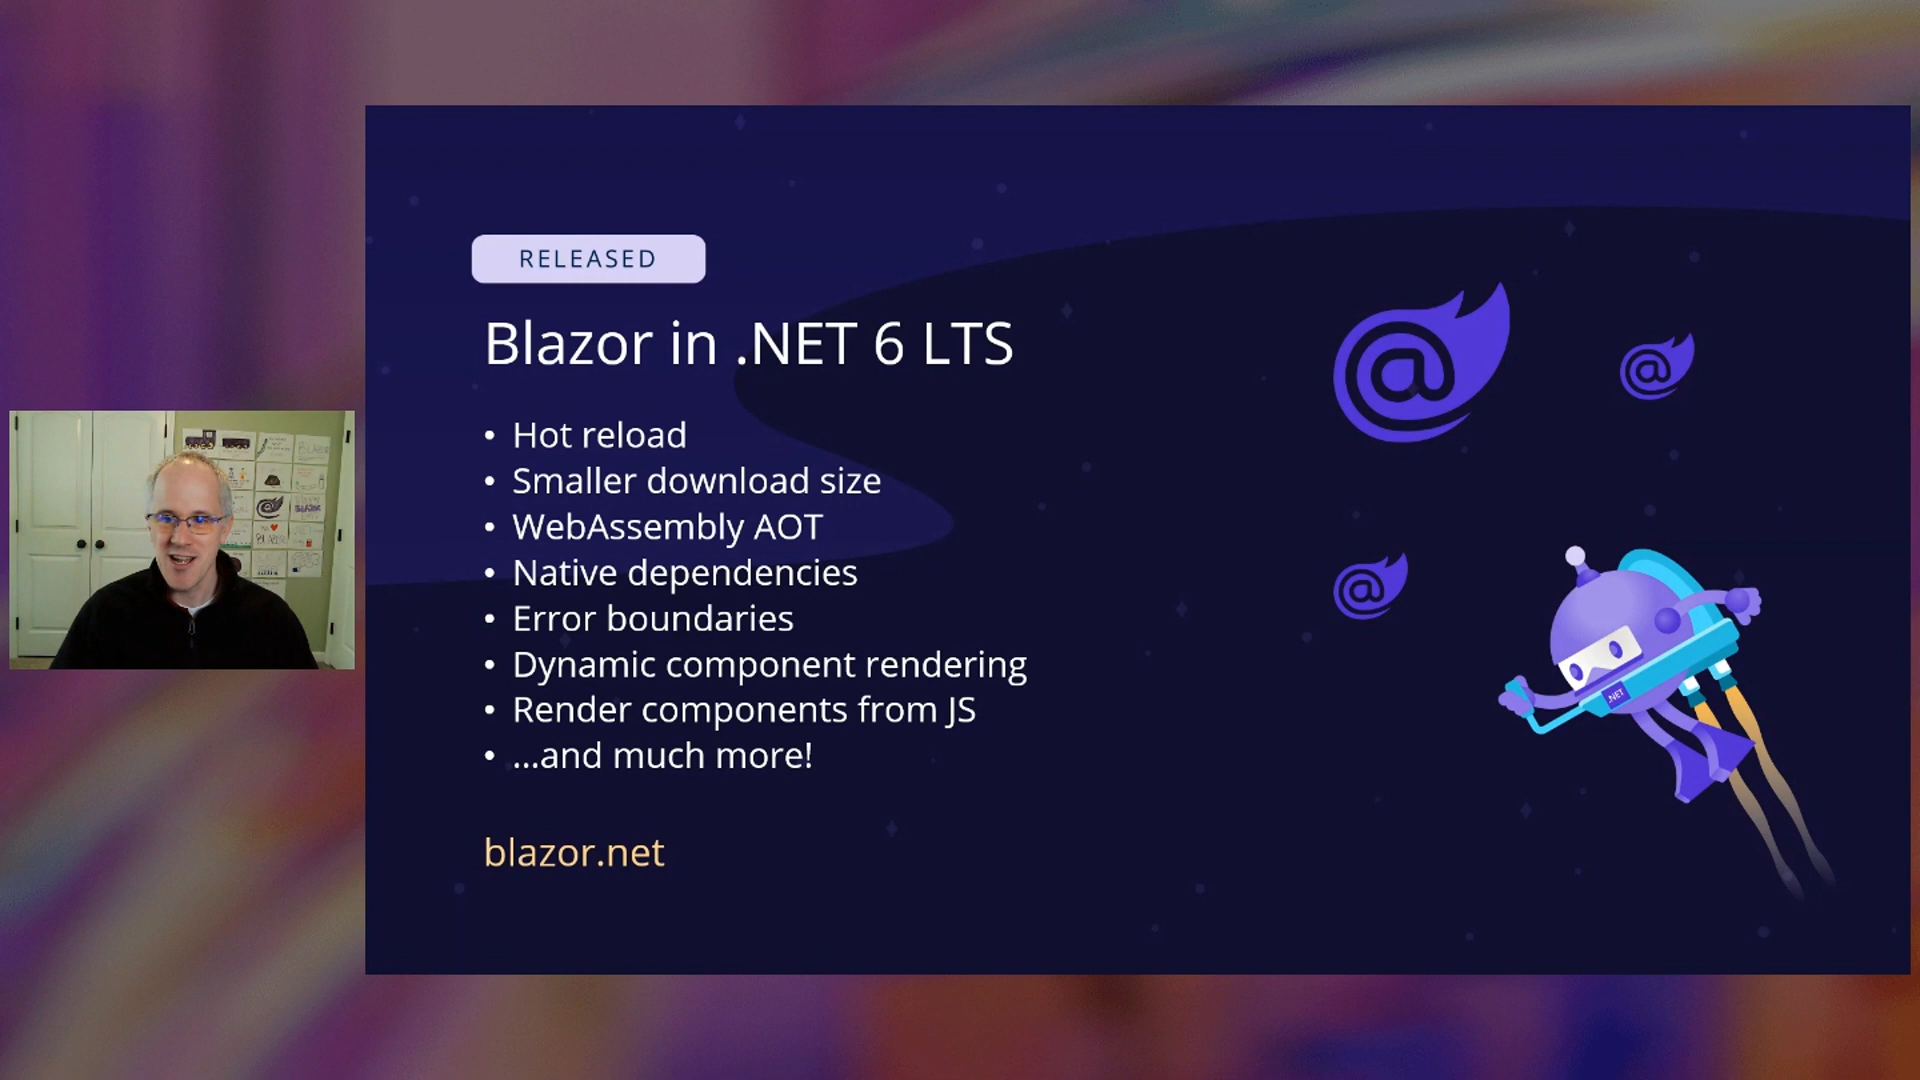 RELEASED
Blazor in .NET 6 LTS
• Hot reload
• Smaller download size
• WebAssembly AOT
• Native dependencies
• Error boundaries
• Dynamic component rendering
• Render components from JS
• ...and much more!
blazor.net
.NET